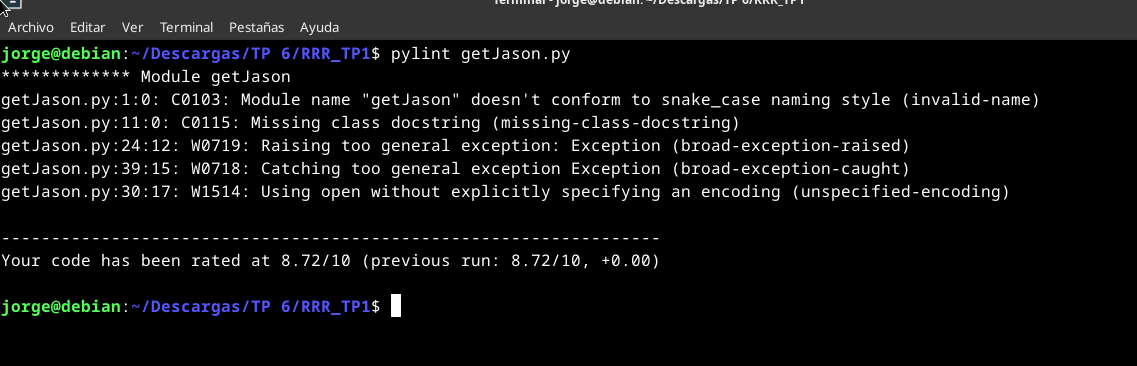 Terminal - jorge@debian: ~/Descargas/TP 6/RRR_TP1
Archivo Editar Ver Terminal Pestañas Ayuda
jorge@debian:~/Descargas/TP 6/RRR_TP1$ pylint getJason.py
************* Module getJason
getJason.py:1:0: C0103: Module name "getJason" doesn't conform to snake_case naming style (invalid-name)
getJason.py:11:0: C0115: Missing class docstring (missing-class-docstring)
getJason.py:24:12: W0719: Raising too general exception: Exception (broad-exception-raised)
getJason.py:39:15: W0718: Catching too general exception Exception (broad-exception-caught)
getJason.py:30:17: W1514: Using open without explicitly specifying an encoding (unspecified-encoding)
------------------------------------------------------------------
Your code has been rated at 8.72/10 (previous run: 8.72/10, +0.00)
jorge@debian:~/Descargas/TP 6/RRR_TP1$